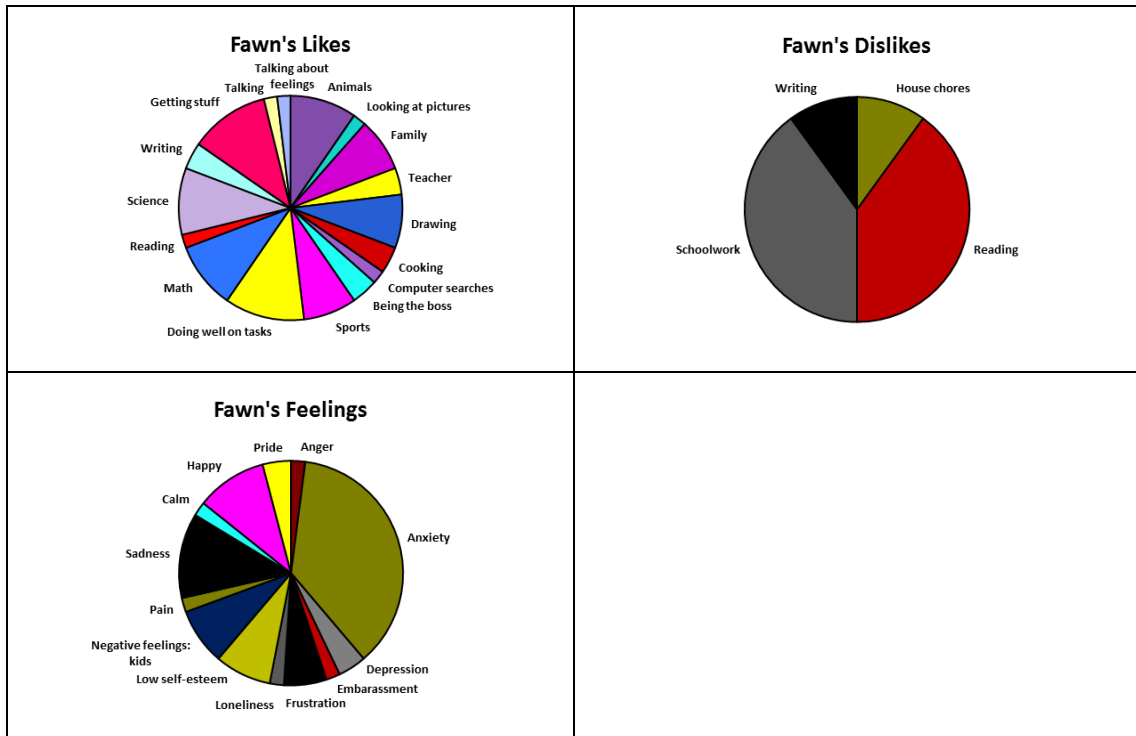 Fawn's Likes
Talking about
feelings
Talking
Animals
Getting stuff
Looking at pictures
Family
Writing
Teacher
Science
Drawing
Reading
Cooking
Math
Computer searches
Being the boss
Doing well on tasks
Sports
Fawn's Dislikes
Writing
House chores
Schoolwork
Reading
Fawn's Feelings
Pride
Anger
Happy
Calm
Anxiety
Sadness
Pain
Negative feelings:
kids
Depression
Low self-esteem
Embarassment
Loneliness
Frustration